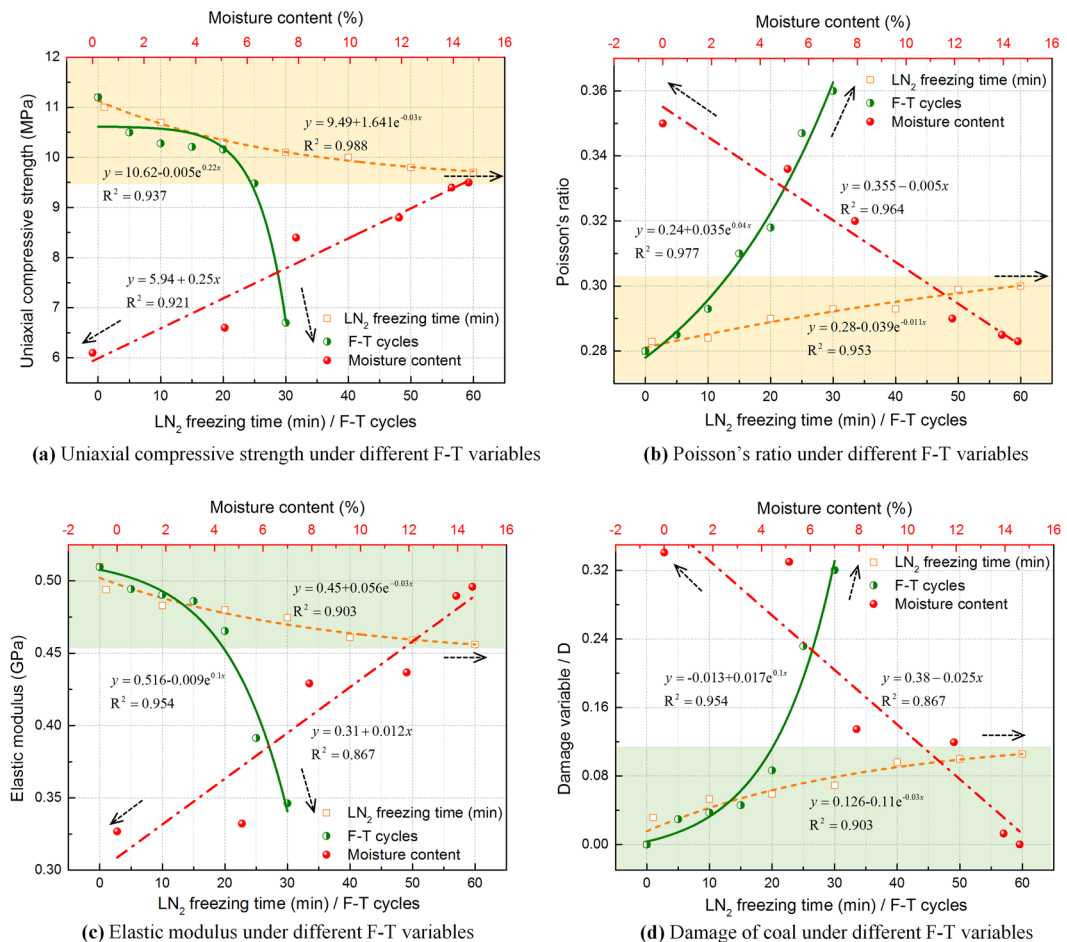 Moisture content (%)
0 2 4 6 8 10 12 14 16
12
11
10
9
8
7
6
Uniaxial compressive strength (MPa)
y = 9.49+1.641e^-0.03x
R² = 0.988
y = 10.62-0.005e^0.22x
R² = 0.937
y = 5.94 + 0.25x
R² = 0.921
LN₂ freezing time (min)
F-T cycles
Moisture content
0 10 20 30 40 50 60
LN₂ freezing time (min) / F-T cycles
(a) Uniaxial compressive strength under different F-T variables
Moisture content (%)
-2 0 2 4 6 8 10 12 14 16
LN₂ freezing time (min)
F-T cycles
Moisture content
0.36
0.32
0.30
0.28
Poisson's ratio
y = 0.355 − 0.005x
R² = 0.964
y = 0.24+0.035e^0.04x
R² = 0.977
y = 0.28-0.039e^-0.011x
R² = 0.953
0 10 20 30 40 50 60
LN₂ freezing time (min) / F-T cycles
(b) Poisson's ratio under different F-T variables
Moisture content (%)
-2 0 2 4 6 8 10 12 14 16
0.50
0.45
0.40
0.35
0.30
Elastic modulus (GPa)
y = 0.45+0.056e^-0.03x
R² = 0.903
y = 0.516-0.009e^0.1x
R² = 0.954
y = 0.31+0.012x
R² = 0.867
LN₂ freezing time (min)
F-T cycles
Moisture content
0 10 20 30 40 50 60
LN₂ freezing time (min) / F-T cycles
(c) Elastic modulus under different F-T variables
Moisture content (%)
-2 0 2 4 6 8 10 12 14 16
LN₂ freezing time (min)
F-T cycles
Moisture content
0.32
0.24
0.16
0.08
0.00
Damage variable / D
y = -0.013+0.017e^0.1x
R² = 0.954
y = 0.38 − 0.025x
R² = 0.867
y = 0.126-0.11e^-0.03x
R² = 0.903
0 10 20 30 40 50 60
LN₂ freezing time (min) / F-T cycles
(d) Damage of coal under different F-T variables